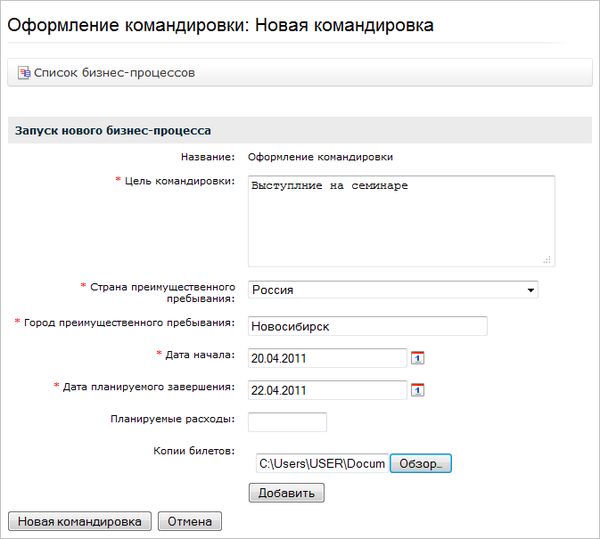 Оформление командировки: Новая командировка
Список бизнес-процессов
Запуск нового бизнес-процесса
Название: Оформление командировки
* Цель командировки: Выступлние на семинаре
* Страна преимущественного
пребывания: Россия
* Город преимущественного пребывания: Новосибирск
* Дата начала: 20.04.2011
* Дата планируемого завершения: 22.04.2011
Планируемые расходы:
Копии билетов: C:\Users\USER\Docum Обзор...
Добавить
Новая командировка Отмена